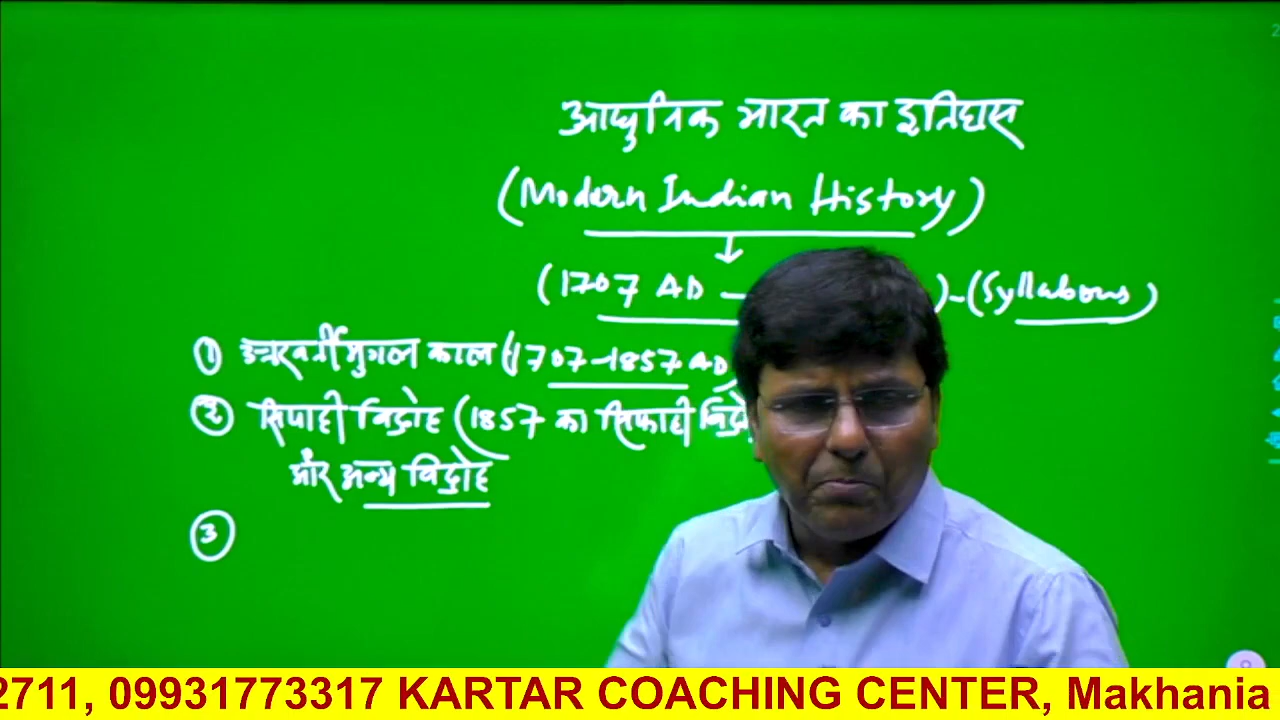 आधुनिक भारत का इतिहास
(Modern Indian History)
(1707 AD — )-(Syllabous)
① उत्तरवर्ती मुगल काल (1707-1857 AD)
② सिपाही विद्रोह (1857 का सिफाही
और अन्य विद्रोह
③
2711, 09931773317 KARTAR COACHING CENTER, Makhania